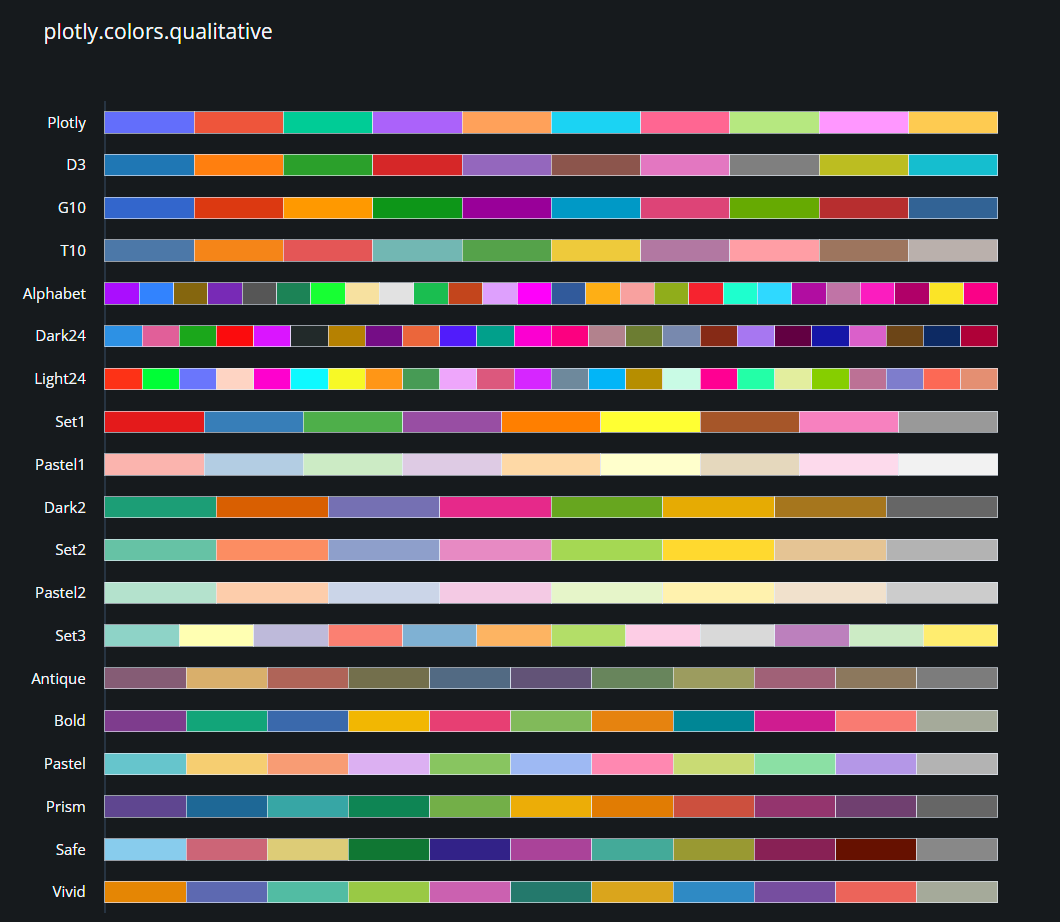 plotly.colors.qualitative
Plotly
D3
G10
T10
Alphabet
Dark24
Light24
Set1
Pastel1
Dark2
Set2
Pastel2
Set3
Antique
Bold
Pastel
Prism
Safe
Vivid